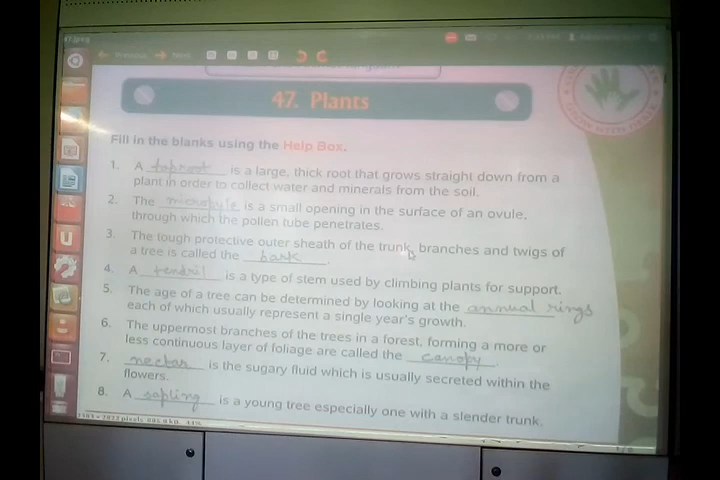 Previous Next
47. Plants
Fill in the blanks using the Help Box.
1. A taproot is a large, thick root that grows straight down from a
plant in order to collect water and minerals from the soil.
2. The micropyle is a small opening in the surface of an ovule,
through which the pollen tube penetrates.
3. The tough protective outer sheath of the trunk, branches and twigs of
a tree is called the bark.
4. A tendril is a type of stem used by climbing plants for support.
5. The age of a tree can be determined by looking at the annual rings
each of which usually represent a single year's growth.
6. The uppermost branches of the trees in a forest, forming a more or
less continuous layer of foliage are called the canopy.
7. nectar is the sugary fluid which is usually secreted within the
flowers.
8. A sapling is a young tree especially one with a slender trunk.